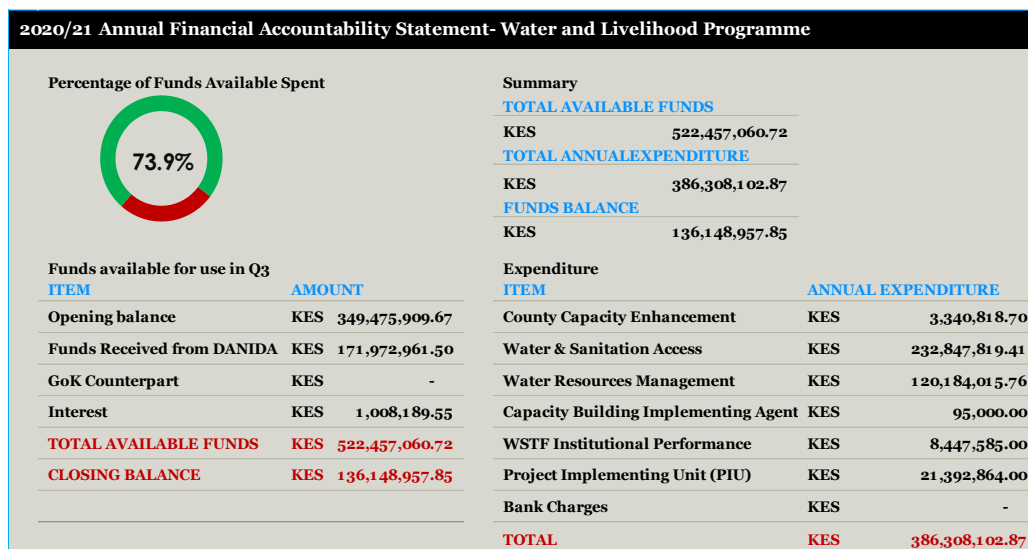 2020/21 Annual Financial Accountability Statement- Water and Livelihood Programme
Percentage of Funds Available Spent
73.9%
Summary
TOTAL AVAILABLE FUNDS
KES 522,457,060.72
TOTAL ANNUALEXPENDITURE
KES 386,308,102.87
FUNDS BALANCE
KES 136,148,957.85
Funds available for use in Q3
ITEM AMOUNT
Opening balance KES 349,475,909.67
Funds Received from DANIDA KES 171,972,961.50
GoK Counterpart KES -
Interest KES 1,008,189.55
TOTAL AVAILABLE FUNDS KES 522,457,060.72
CLOSING BALANCE KES 136,148,957.85
Expenditure
ITEM ANNUAL EXPENDITURE
County Capacity Enhancement KES 3,340,818.70
Water & Sanitation Access KES 232,847,819.41
Water Resources Management KES 120,184,015.76
Capacity Building Implementing Agent KES 95,000.00
WSTF Institutional Performance KES 8,447,585.00
Project Implementing Unit (PIU) KES 21,392,864.00
Bank Charges KES -
TOTAL KES 386,308,102.87